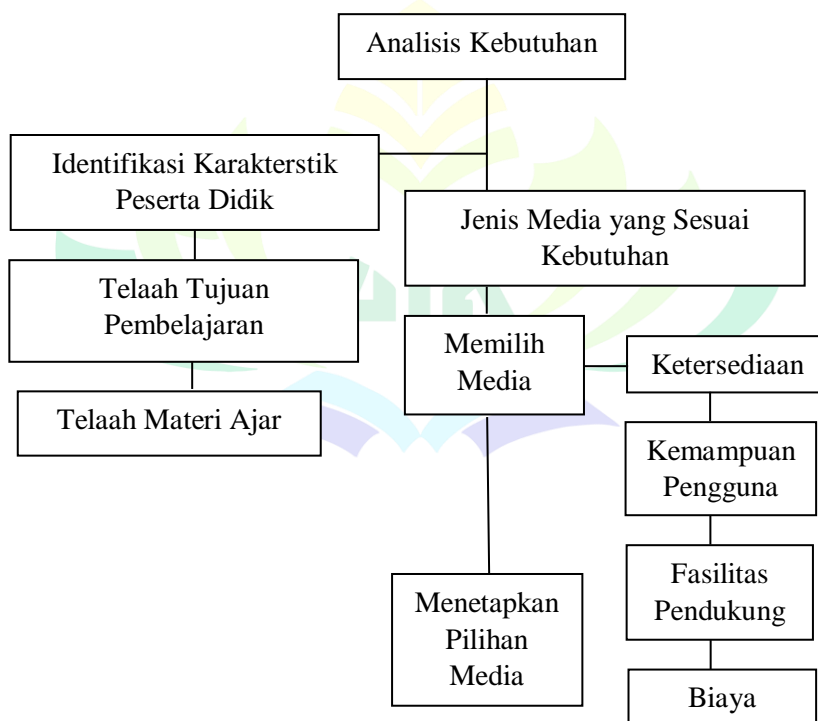 Analisis Kebutuhan
Identifikasi Karakterstik
Peserta Didik
Jenis Media yang Sesuai
Kebutuhan
Telaah Tujuan
Pembelajaran
Memilih
Media
Ketersediaan
Telaah Materi Ajar
Kemampuan
Pengguna
Fasilitas
Pendukung
Menetapkan
Pilihan
Media
Biaya